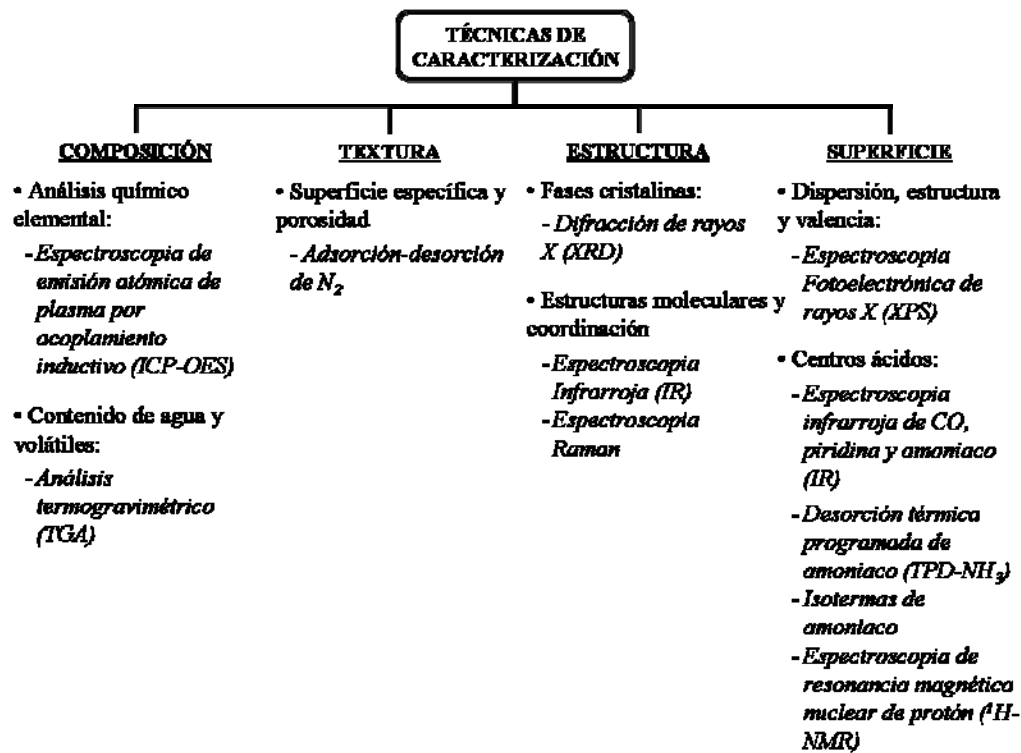 TÉCNICAS DE
CARACTERIZACIÓN
COMPOSICIÓN
• Análisis químico
elemental:
-Espectroscopia de
emisión atómica de
plasma por
acoplamiento
inductivo (ICP-OES)
• Contenido de agua y
volátiles:
-Análisis
termogravimétrico
(TGA)
TEXTURA
• Superficie específica y
porosidad
-Adsorción-desorción
de N₂
ESTRUCTURA
• Fases cristalinas:
- Difracción de rayos
X (XRD)
• Estructuras moleculares y
coordinación
-Espectroscopia
Infrarroja (IR)
-Espectroscopia
Raman
SUPERFICIE
• Dispersión, estructura
y valencia:
-Espectroscopia
Fotoelectrónica de
rayos X (XPS)
• Centros ácidos:
-Espectroscopia
infrarroja de CO,
piridina y amoniaco
(IR)
-Desorción térmica
programada de
amoniaco (TPD-NH₃)
-Isotermas de
amoniaco
-Espectroscopia de
resonancia magnética
nuclear de protón (¹H-
NMR)